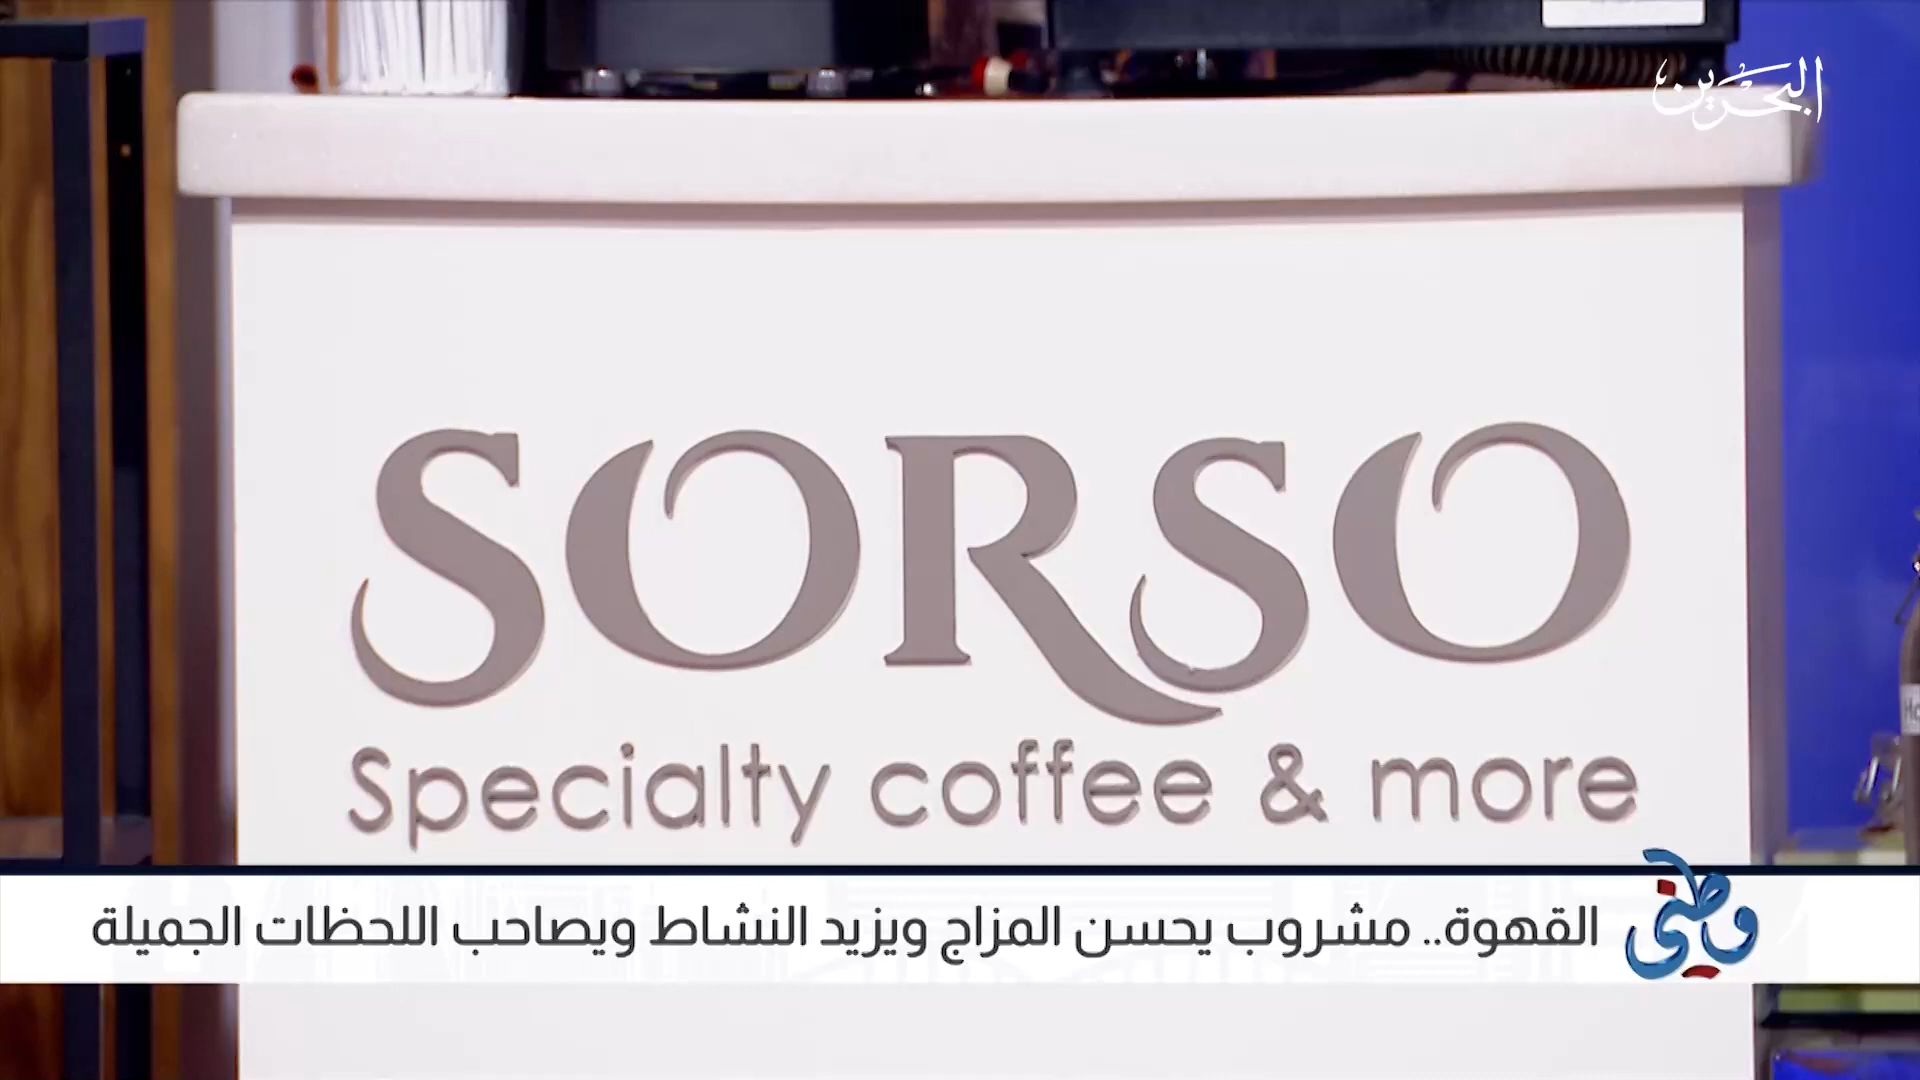 البحرين
SORSO
Specialty coffee & more
وطني
القهوة.. مشروب يحسن المزاج ويزيد النشاط ويصاحب اللحظات الجميلة